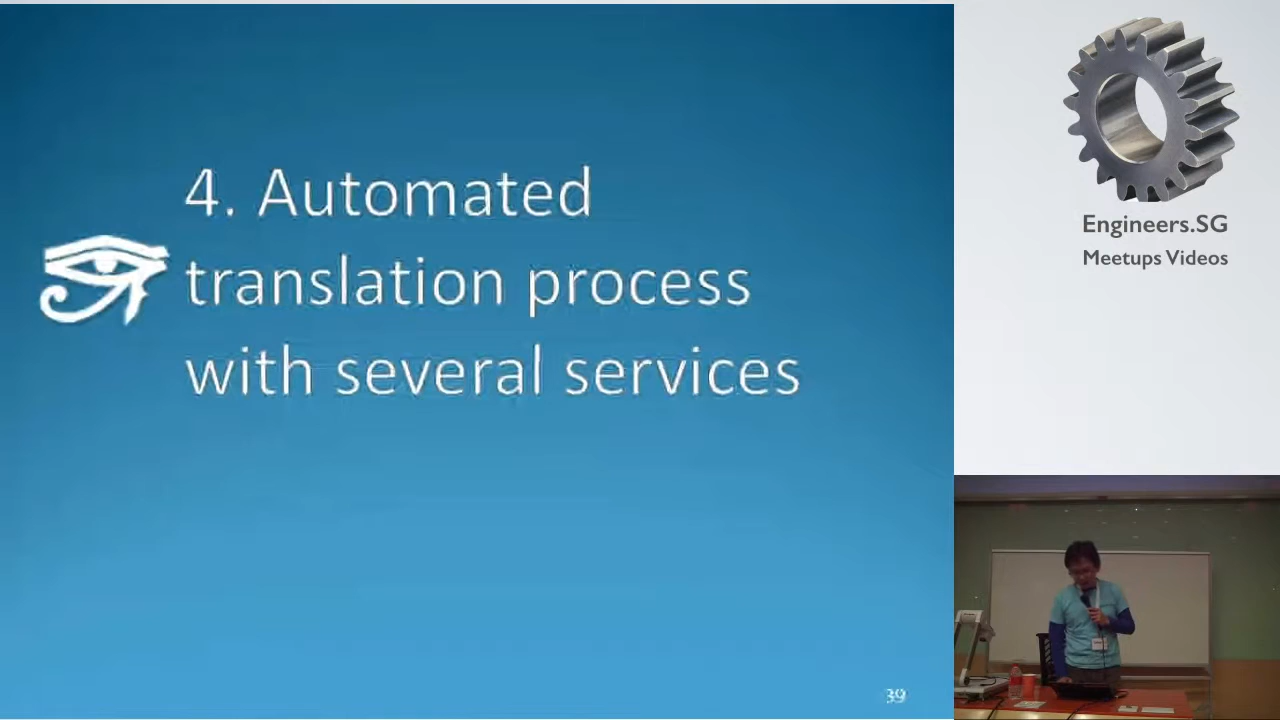 4. Automated
translation process
with several services
39
Engineers.SG
Meetups Videos